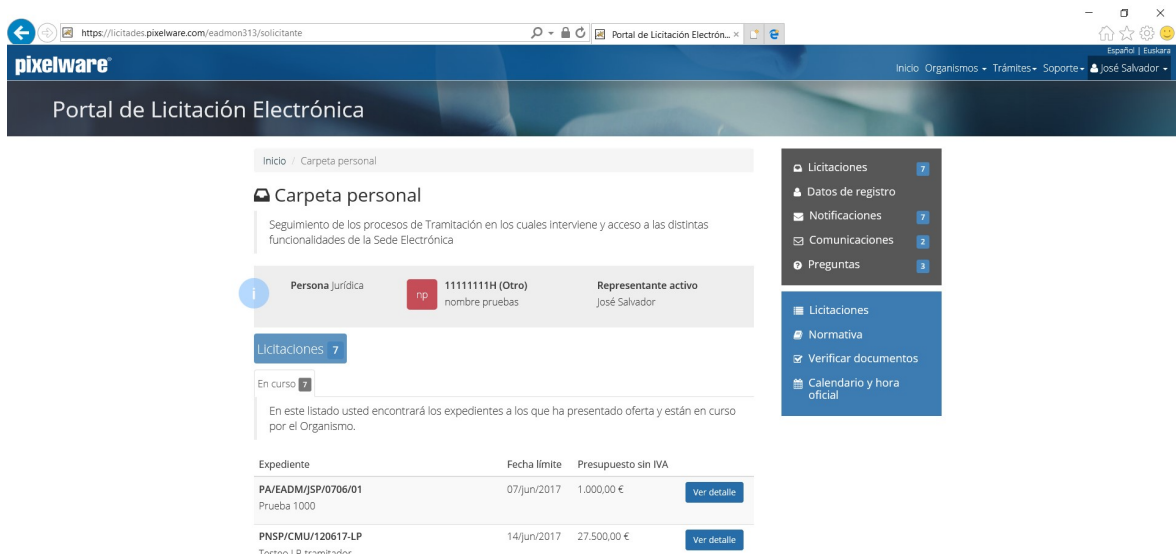 https://licitades.pixelware.com/eadmon313/solicitante
Portal de Licitación Electrón...
Español | Euskara
pixelware
Inicio Organismos Trámites Soporte José Salvador
Portal de Licitación Electrónica
Inicio / Carpeta personal
Carpeta personal
Seguimiento de los procesos de Tramitación en los cuales interviene y acceso a las distintas
funcionalidades de la Sede Electrónica
i
Persona Jurídica
np
11111111H (Otro)
nombre pruebas
Representante activo
José Salvador
Licitaciones 7
En curso 7
En este listado usted encontrará los expedientes a los que ha presentado oferta y están en curso
por el Organismo.
Expediente Fecha límite Presupuesto sin IVA
PA/EADM/JSP/0706/01 07/jun/2017 1.000,00 € Ver detalle
Prueba 1000
PNSP/CMU/120617-LP 14/jun/2017 27.500,00 € Ver detalle
LP tramitador
Licitaciones 7
Datos de registro
Notificaciones 7
Comunicaciones 2
Preguntas 3
Licitaciones
Normativa
Verificar documentos
Calendario y hora
oficial